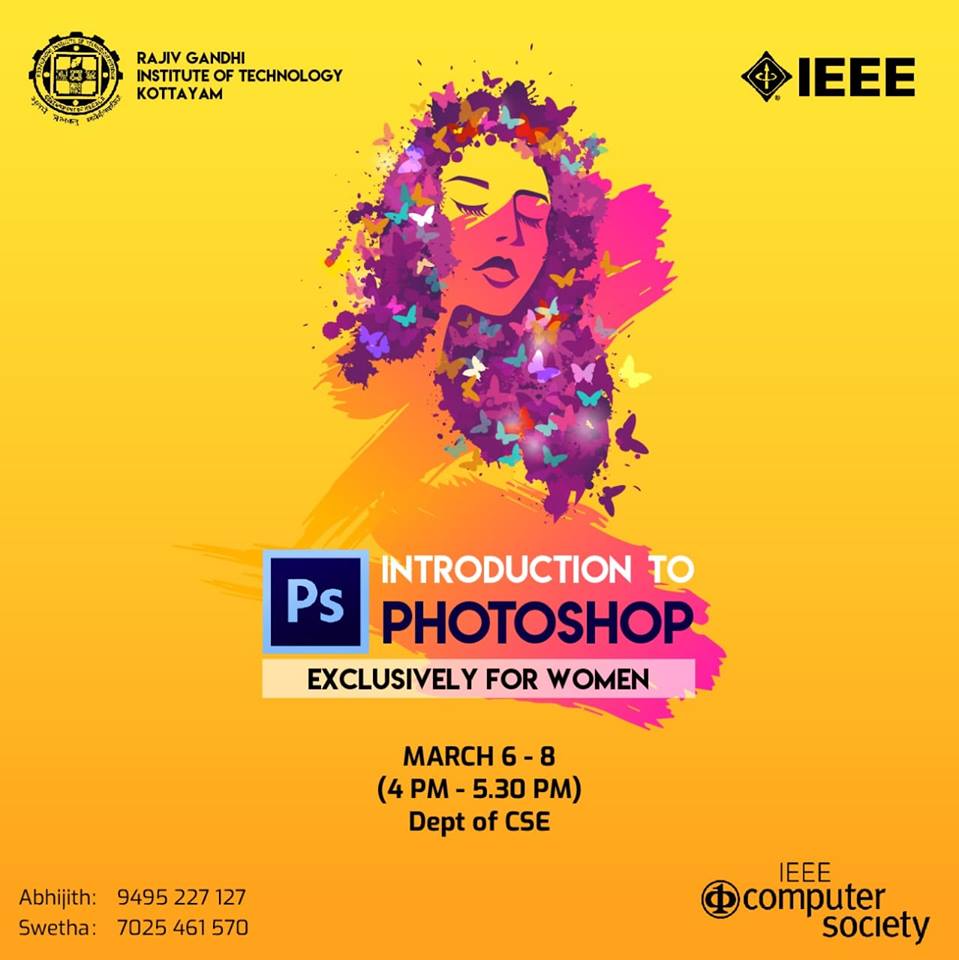 RAJIV GANDHI
INSTITUTE OF TECHNOLOGY
KOTTAYAM
IEEE
Ps
INTRODUCTION TO
PHOTOSHOP
EXCLUSIVELY FOR WOMEN
MARCH 6 - 8
(4 PM - 5.30 PM)
Dept of CSE
Abhijith: 9495 227 127
Swetha: 7025 461 570
IEEE
computer
society